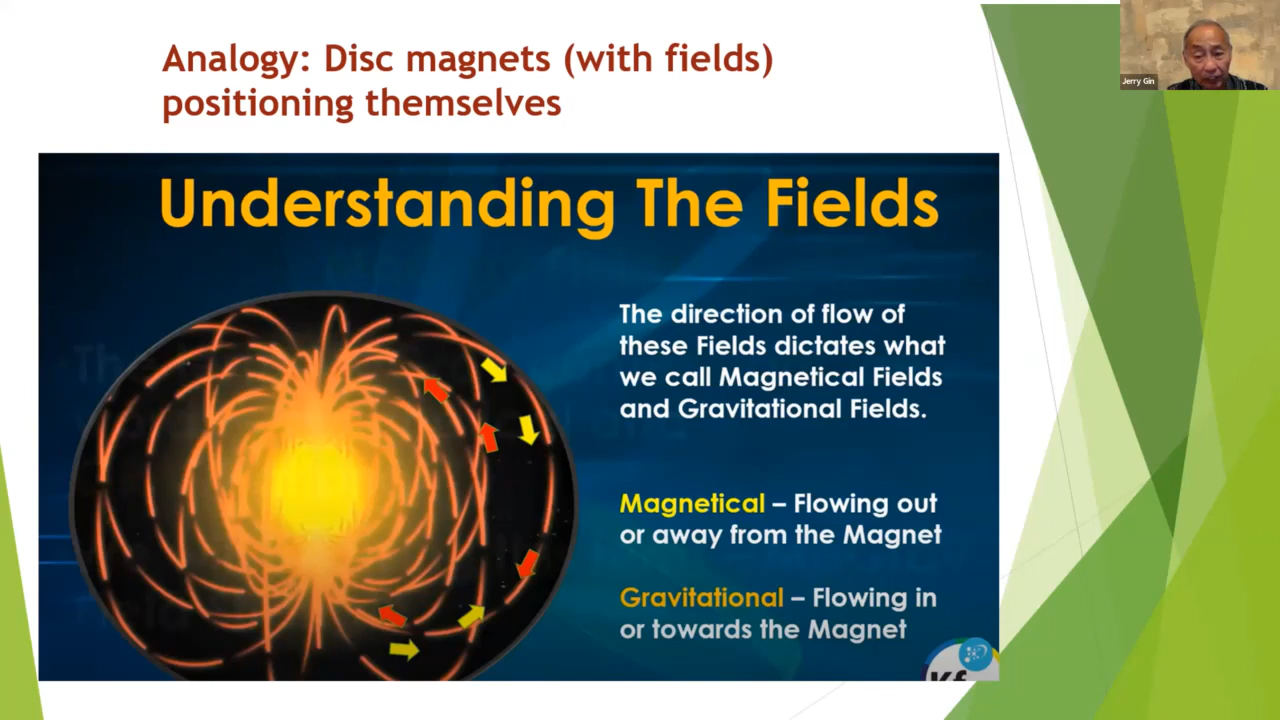 Analogy: Disc magnets (with fields)
positioning themselves
Jerry Gin
Understanding The Fields
The direction of flow of
these Fields dictates what
we call Magnetical Fields
and Gravitational Fields.
Magnetical – Flowing out
or away from the Magnet
Gravitational – Flowing in
or towards the Magnet